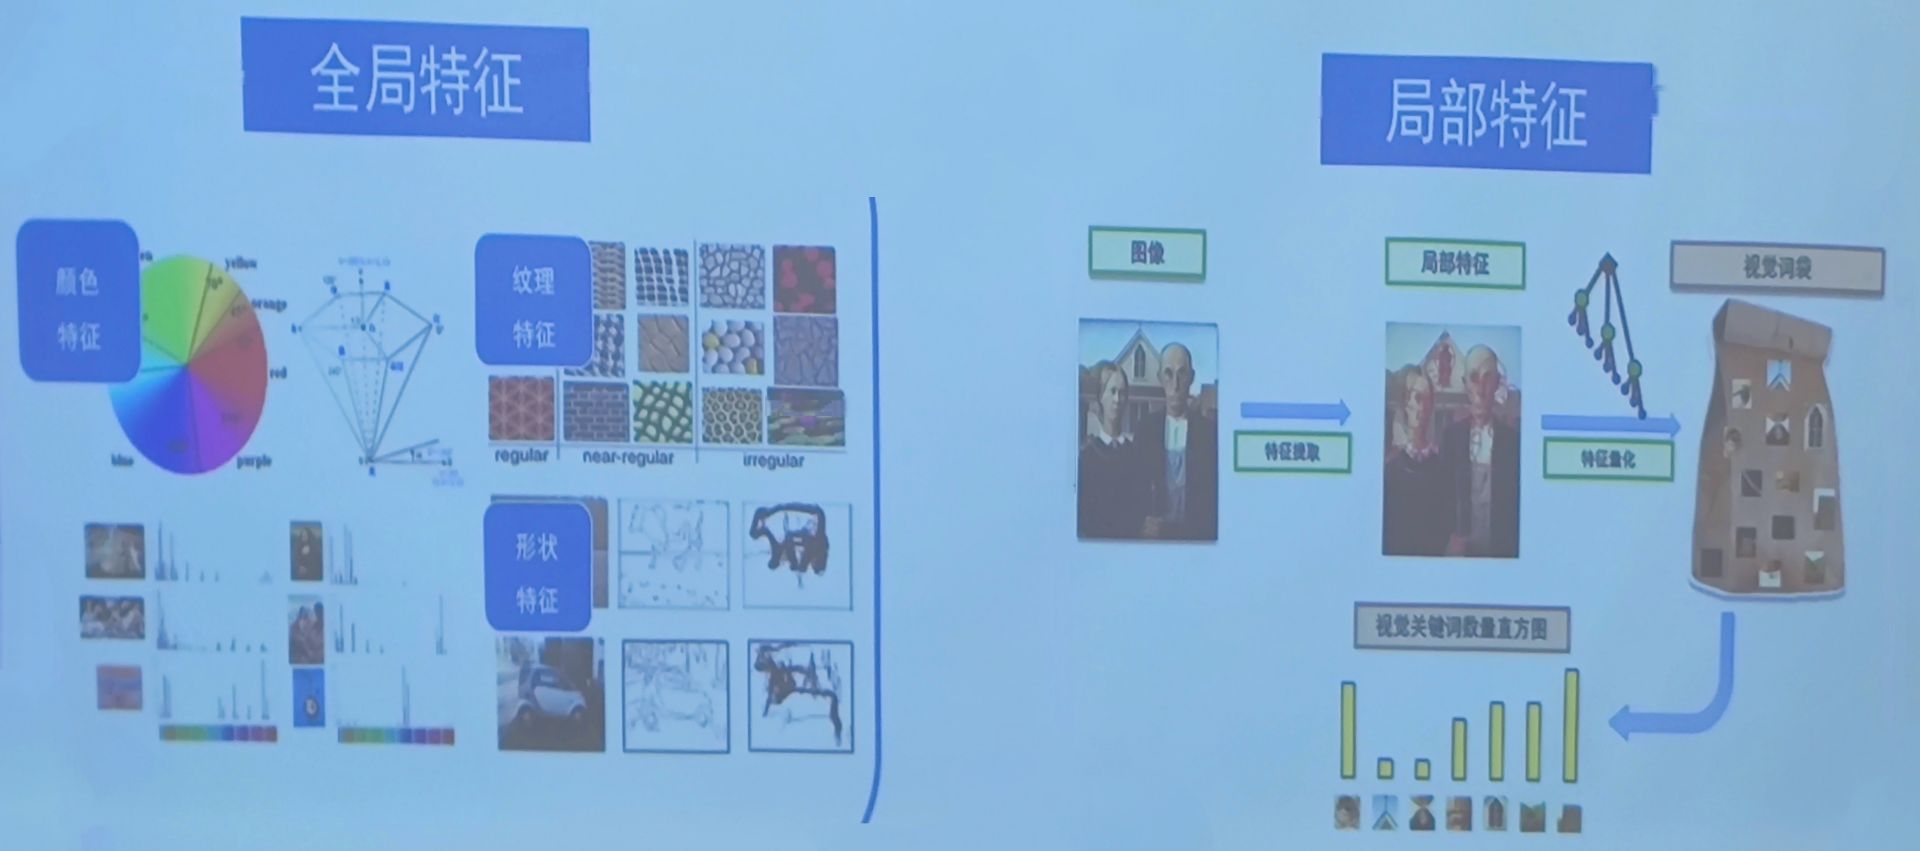 全局特征
局部特征
颜色
特征
yellow
orange
red
purple
blue
纹理
特征
regular
near-regular
irregular
形状
特征
图像
局部特征
视觉词袋
特征提取
特征量化
视觉关键词数量直方图